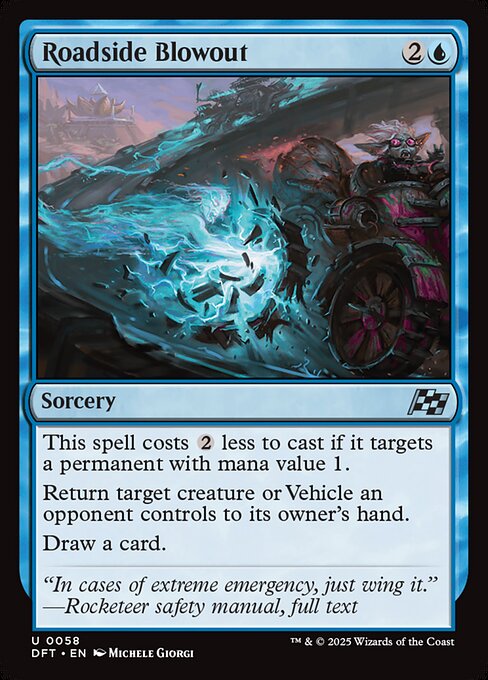 Roadside Blowout 2
Sorcery
This spell costs 2 less to cast if it targets
a permanent with mana value 1.
Return target creature or Vehicle an
opponent controls to its owner's hand.
Draw a card.
"In cases of extreme emergency, just wing it."
—Rocketeer safety manual, full text
U 0058
DFT • EN Michele Giorgi
™ & © 2025 Wizards of the Coast